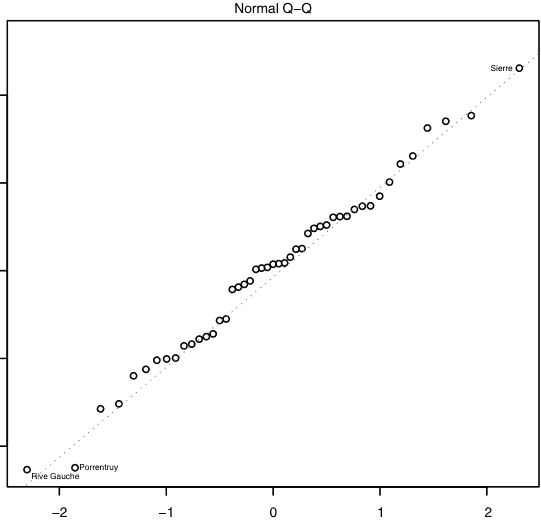 Normal Q−Q
Sierre
Porrentruy
Rive Gauche
−2 −1 0 1 2